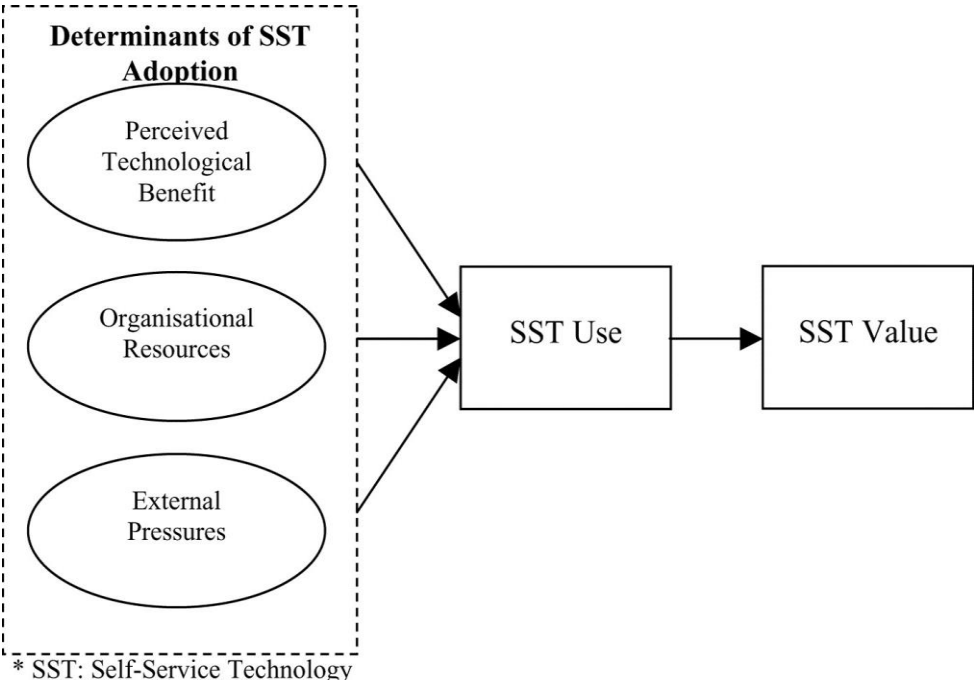 Determinants of SST
Adoption
Perceived
Technological
Benefit
Organisational
Resources
External
Pressures
SST Use
SST Value
* SST: Self-Service Technology